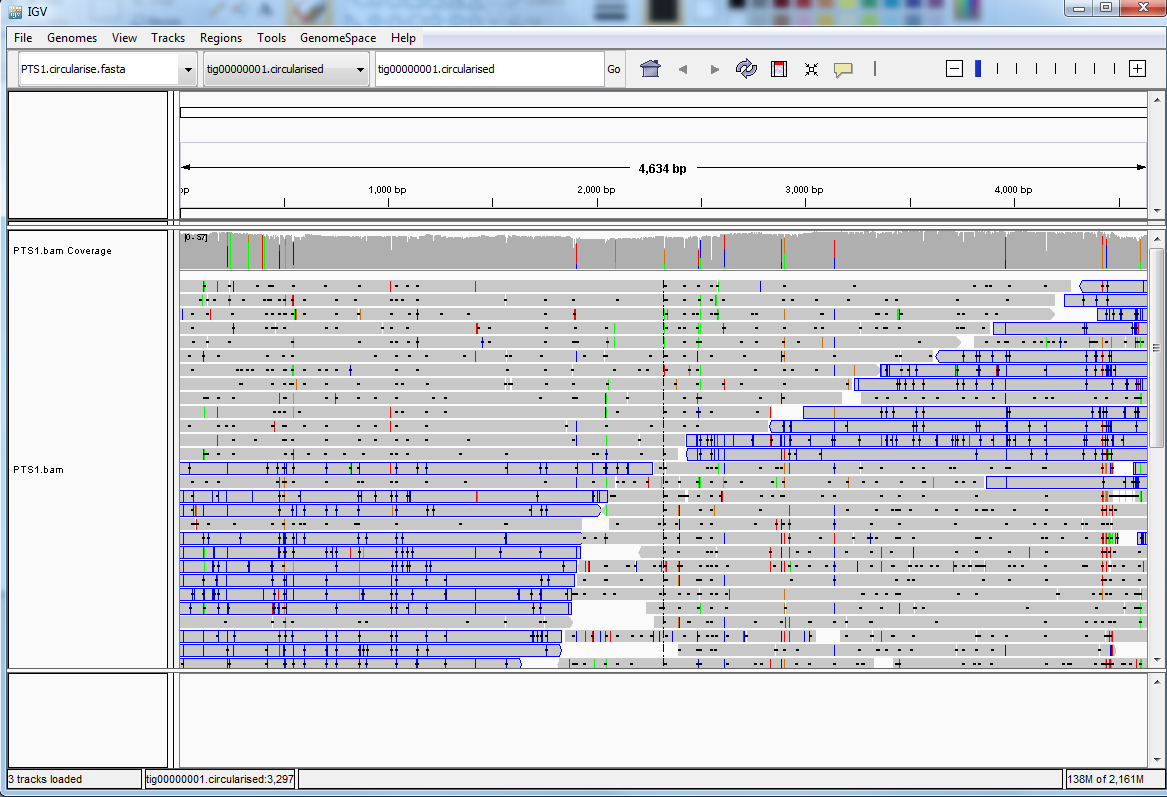 IGV
File Genomes View Tracks Regions Tools GenomeSpace Help
PTS1.circularise.fasta tig00000001.circularised tig00000001.circularised Go
4,634 bp
bp 1,000 bp 2,000 bp 3,000 bp 4,000 bp
PTS1.bam Coverage [0 - 57]
PTS1.bam
3 tracks loaded tig00000001.circularised:3,297 138M of 2,161M